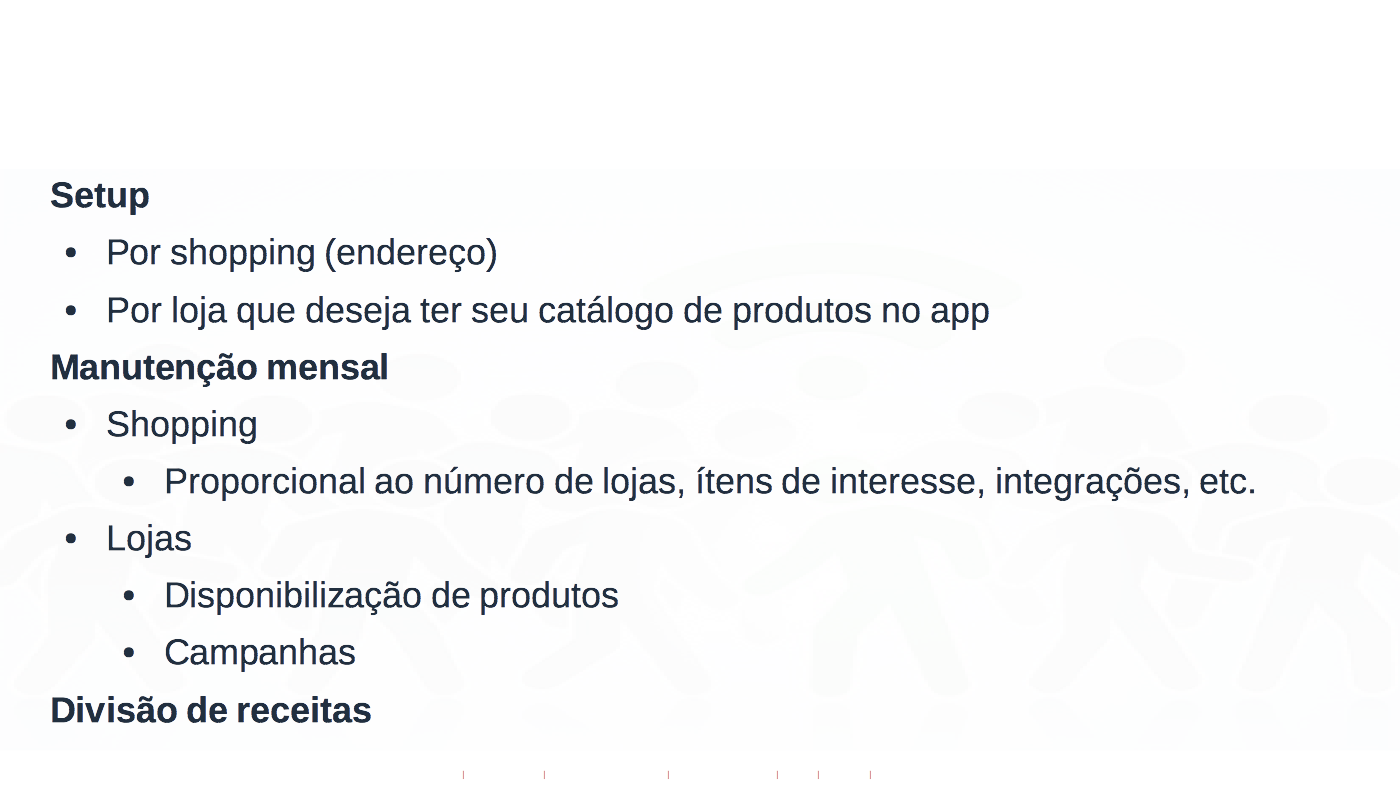 Setup
• Por shopping (endereço)
• Por loja que deseja ter seu catálogo de produtos no app
Manutenção mensal
• Shopping
• Proporcional ao número de lojas, ítens de interesse, integrações, etc.
• Lojas
• Disponibilização de produtos
• Campanhas
Divisão de receitas